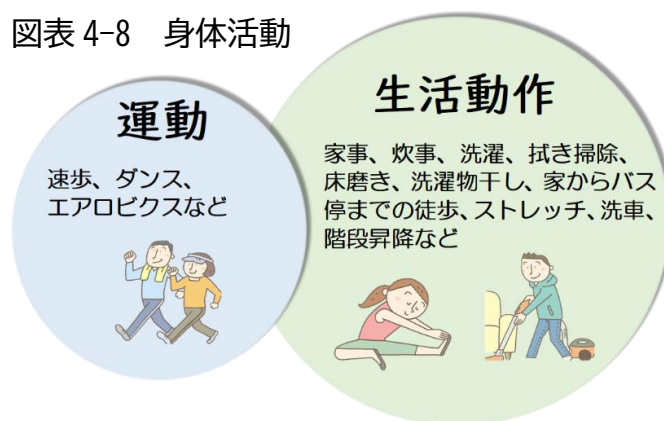 図表 4-8 身体活動
運動
速歩、ダンス、
エアロビクスなど
生活動作
家事、炊事、洗濯、拭き掃除、
床磨き、洗濯物干し、家からバス
停までの徒歩、ストレッチ、洗車、
階段昇降など